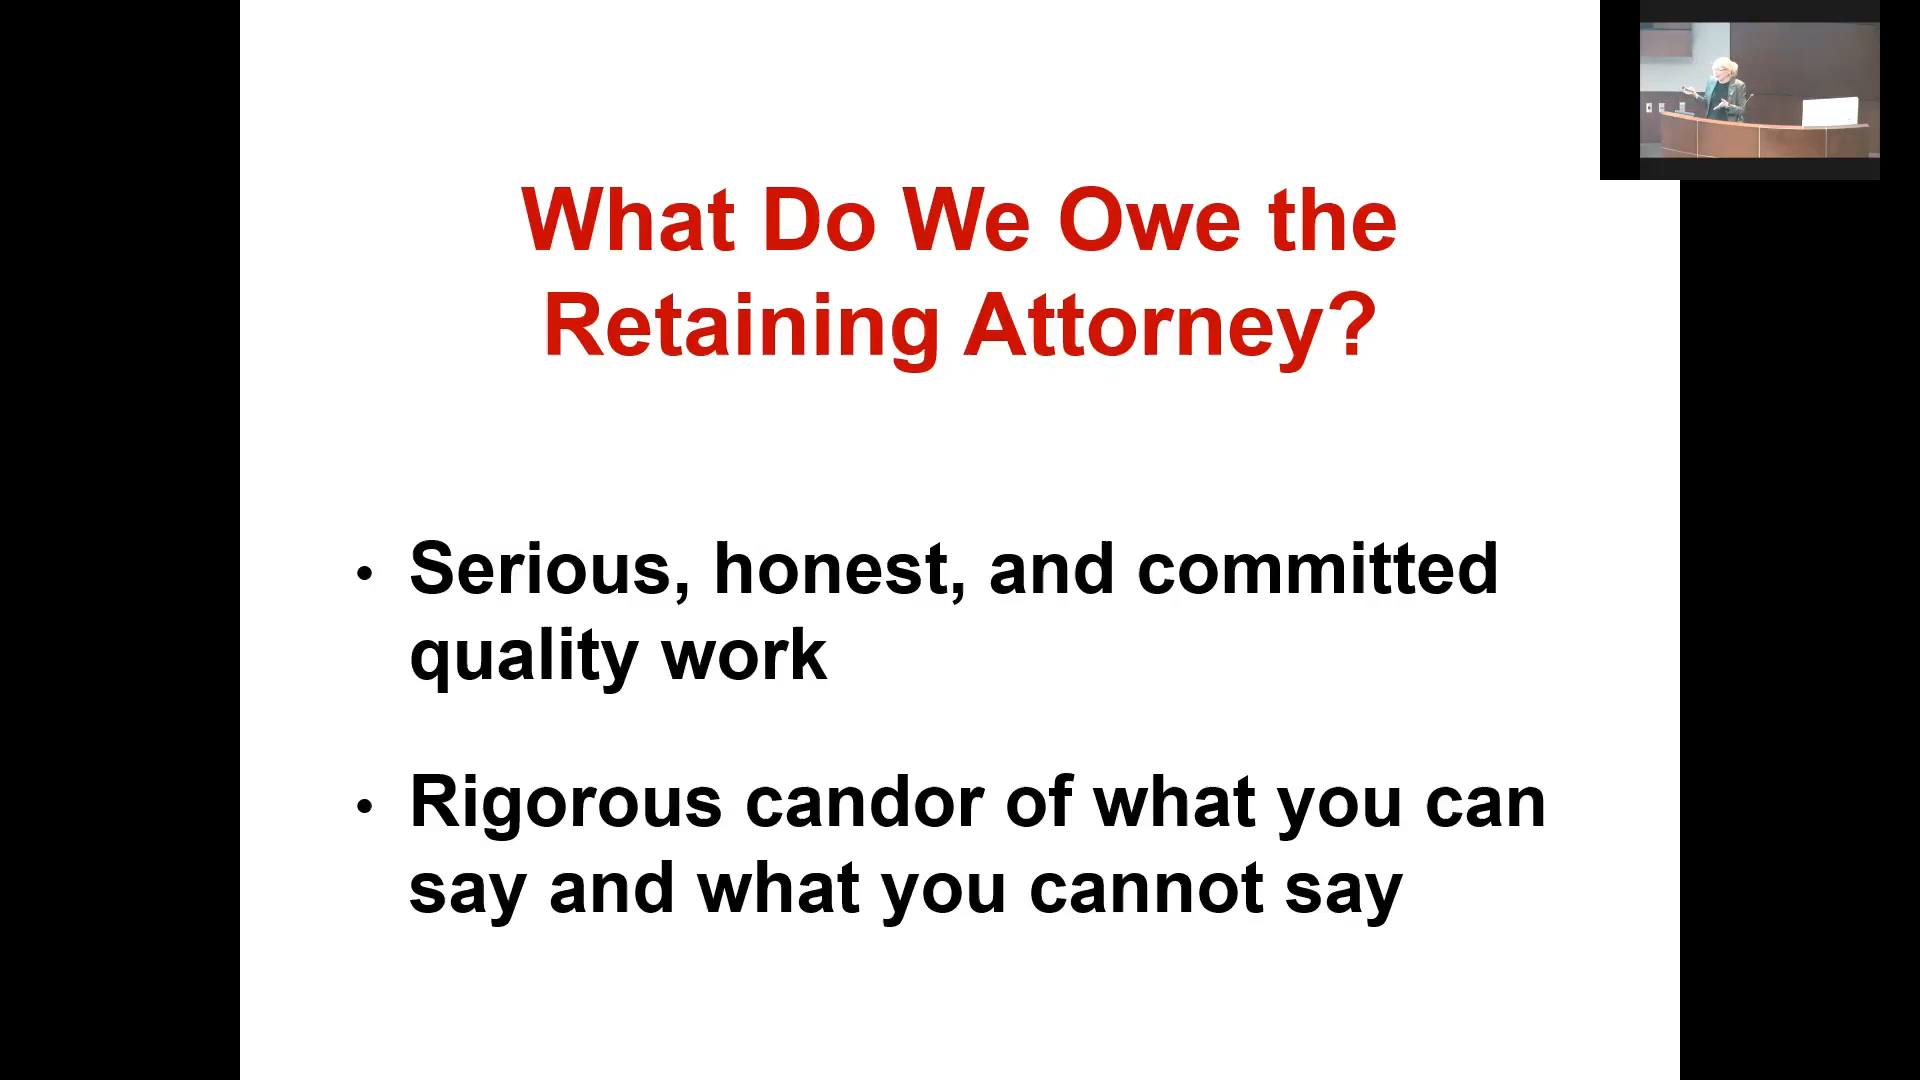 What Do We Owe the
Retaining Attorney?
• Serious, honest, and committed
quality work
• Rigorous candor of what you can
say and what you cannot say